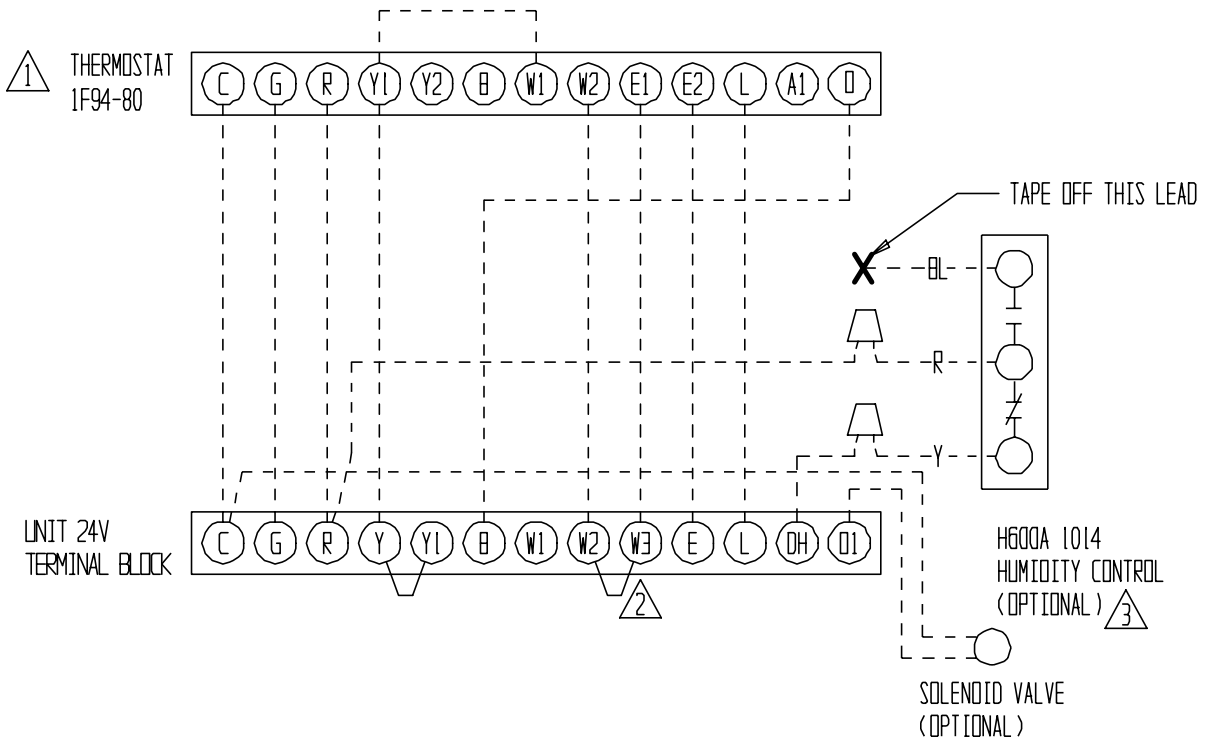 1
THERMOSTAT
1F94-80
C G R Y1 Y2 B W1 W2 E1 E2 L A1 O
TAPE OFF THIS LEAD
BL
R
Y
UNIT 24V
TERMINAL BLOCK
C G R Y Y1 B W1 W2 W3 E L DH O1
2
H600A 1014
HUMIDITY CONTROL
(OPTIONAL) 3
SOLENOID VALVE
(OPTIONAL)